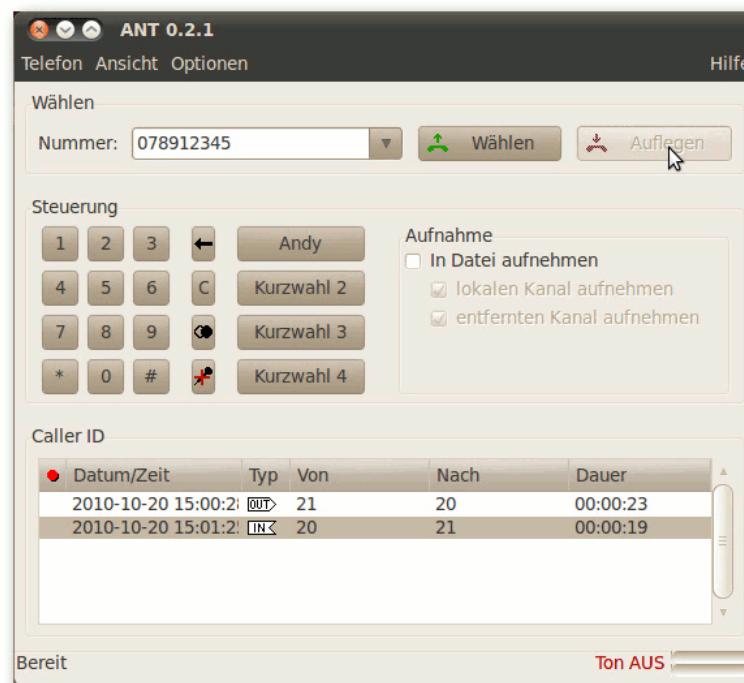 ANT 0.2.1
Telefon Ansicht Optionen Hilfe
Wählen
Nummer: 078912345 Wählen Auflegen
Steuerung
Aufnahme
1 2 3 Andy
In Datei aufnehmen
4 5 6 C Kurzwahl 2
lokalen Kanal aufnehmen
7 8 9 Kurzwahl 3
entfernten Kanal aufnehmen
* 0 # Kurzwahl 4
Caller ID
Datum/Zeit Typ Von Nach Dauer
2010-10-20 15:00:2 OUT 21 20 00:00:23
2010-10-20 15:01:2 IN 20 21 00:00:19
Bereit Ton AUS